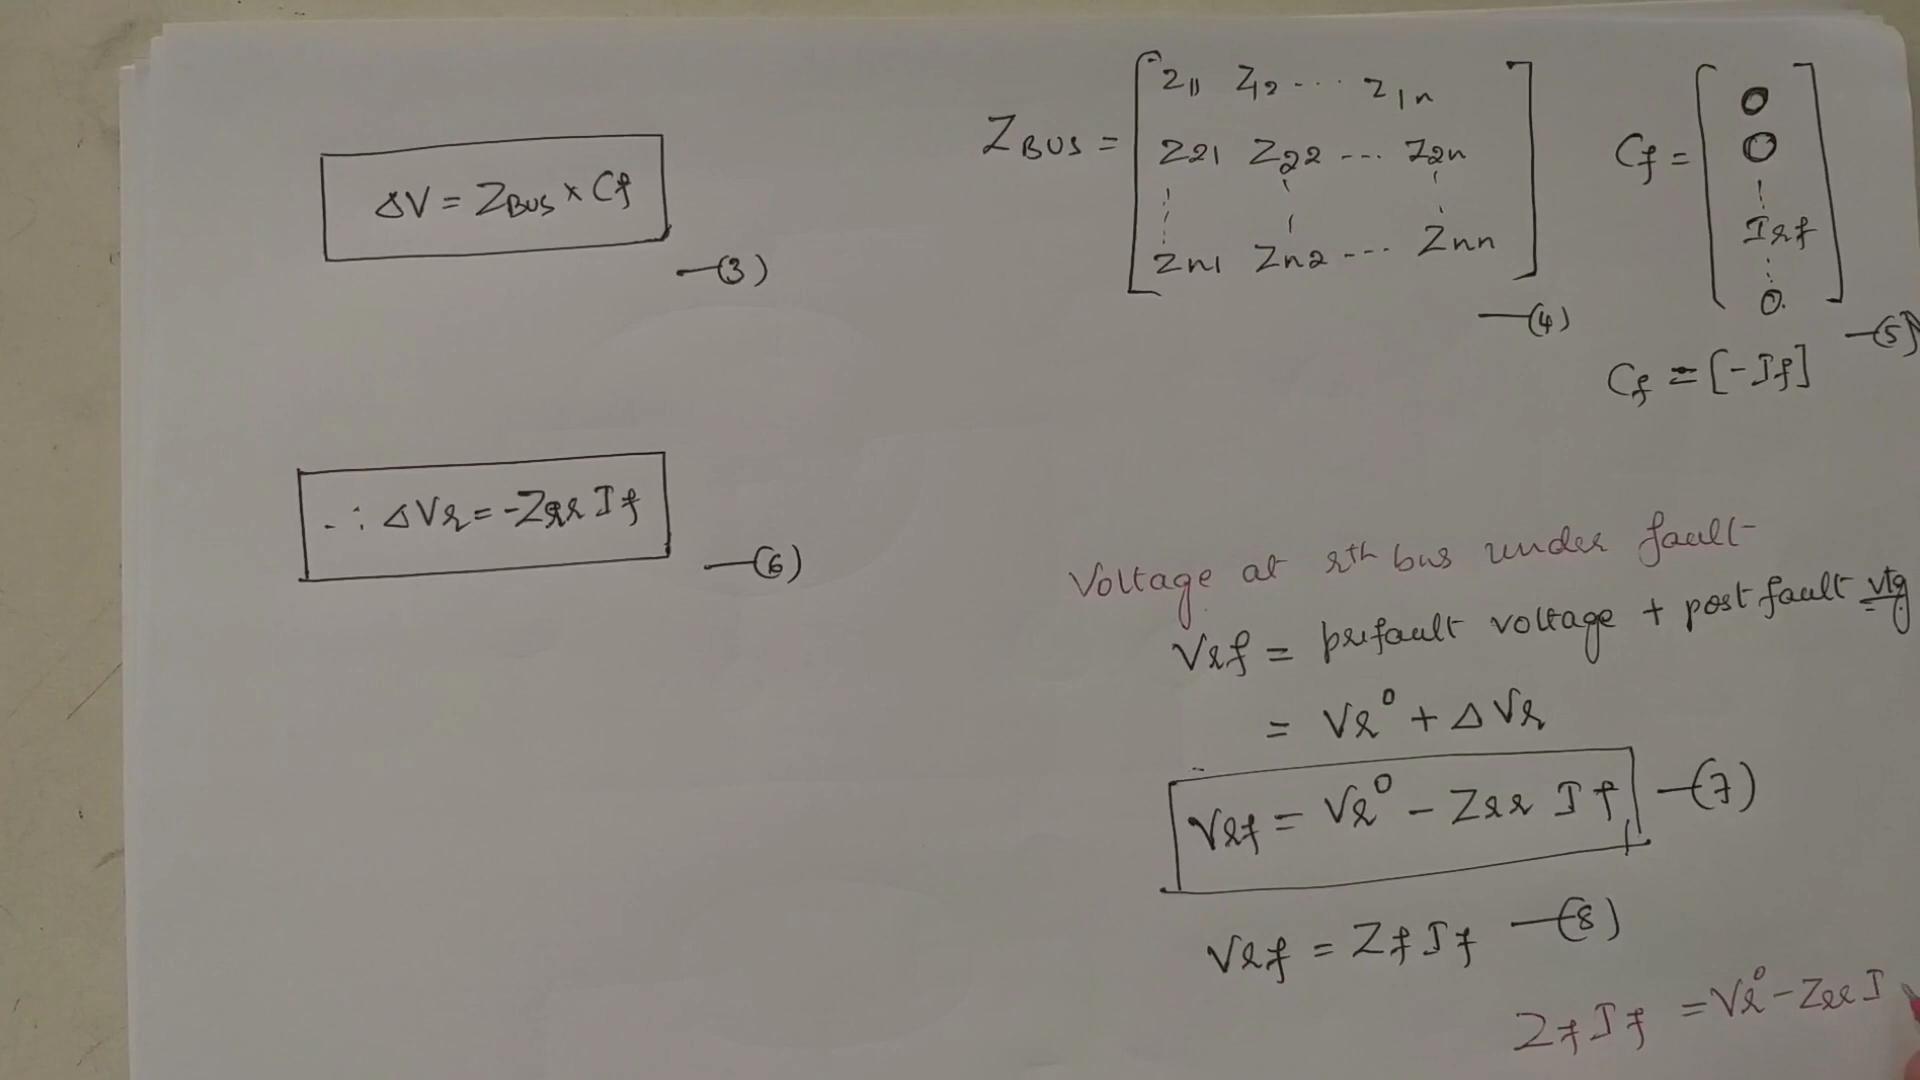 ΔV = ZBUS × Cf
—(3)
ZBUS = [ Z11 Z12 ... Z1n
Z21 Z22 ... Z2n
Zn1 Zn2 ... Znn ]
—(4)
Cf = [ 0
0
Irf
0. ]
—(5)
Cf = [-If]
∴ ΔVr = -Zrr If
—(6)
Voltage at rth bus under fault
Vrf = prefault voltage + post fault vtg
= Vr⁰ + ΔVr
Vrf = Vr⁰ - Zrr If —(7)
Vrf = Zf If —(8)
Zf If = Vr⁰ - Zrr I